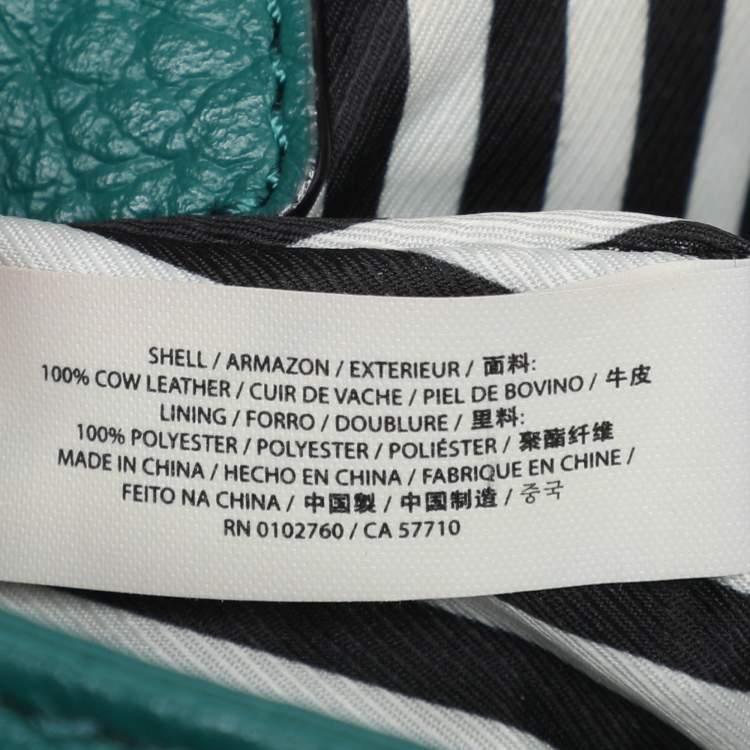 SHELL / ARMAZON / EXTERIEUR / 面料:
100% COW LEATHER / CUIR DE VACHE / PIEL DE BOVINO / 牛皮
LINING / FORRO / DOUBLURE / 里料:
100% POLYESTER / POLYESTER / POLIÉSTER / 聚酯纤维
MADE IN CHINA / HECHO EN CHINA / FABRIQUE EN CHINE /
FEITO NA CHINA / 中国製 / 中国制造 / 중국
RN 0102760 / CA 57710